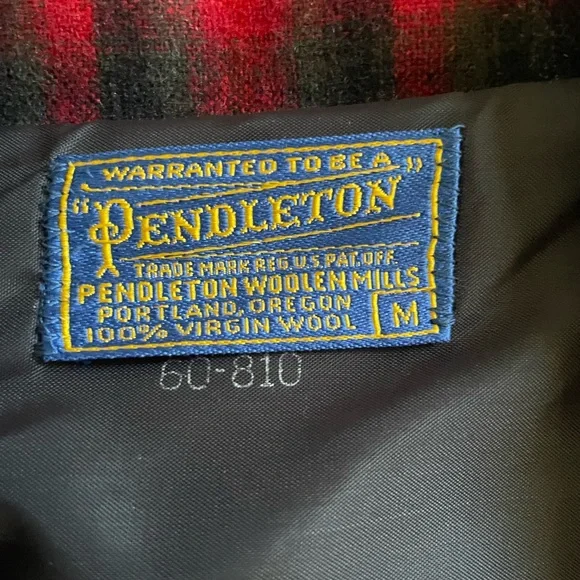 WARRANTED TO BE A
"PENDLETON"
TRADE MARK REG. U.S. PAT. OFF.
PENDLETON WOOLEN MILLS
PORTLAND, OREGON
100% VIRGIN WOOL M
60-810